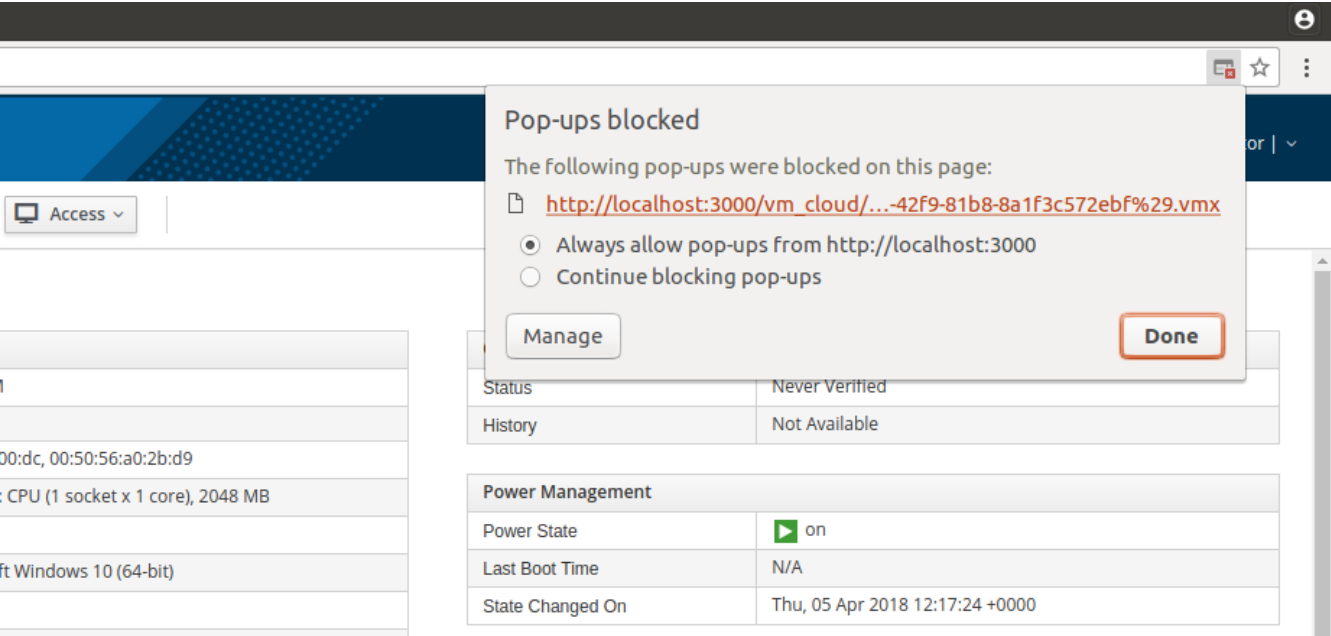 Pop-ups blocked
The following pop-ups were blocked on this page:
http://localhost:3000/vm_cloud/...-42f9-81b8-8a1f3c572ebf%29.vmx
Always allow pop-ups from http://localhost:3000
Continue blocking pop-ups
Manage
Done
or |
Access
00:dc, 00:50:56:a0:2b:d9
: CPU (1 socket x 1 core), 2048 MB
ft Windows 10 (64-bit)
Status Never Verified
History Not Available
Power Management
Power State on
Last Boot Time N/A
State Changed On Thu, 05 Apr 2018 12:17:24 +0000